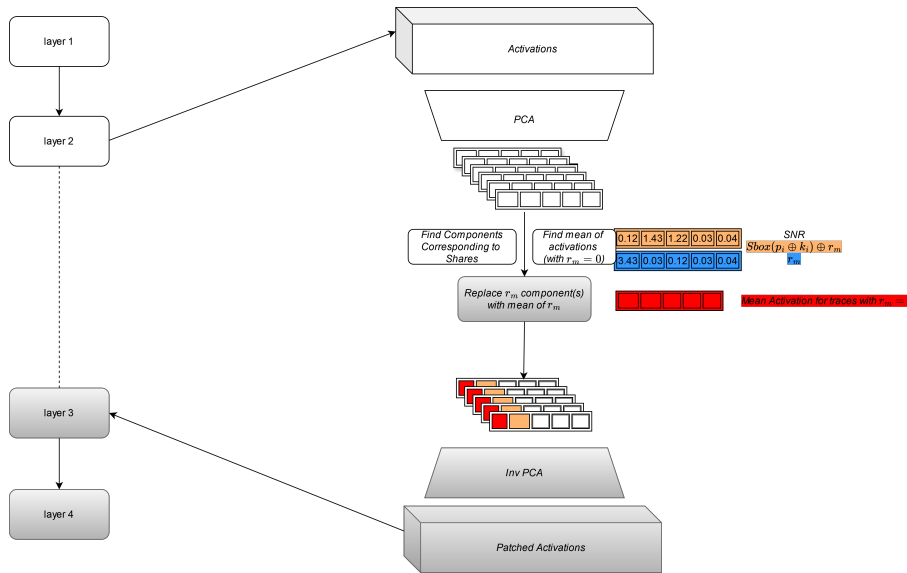 layer 1
Activations
PCA
layer 2
Find Components
Corresponding to
Shares
Find mean of
activations
(with r_m = 0)
0.12 1.43 1.22 0.03 0.04
3.43 0.03 0.12 0.03 0.04
SNR
Sbox(p_i ⊕ k_i) ⊕ r_m
r_m
Replace r_m component(s)
with mean of r_m
Mean Activation for traces with r_m =
layer 3
Inv PCA
layer 4
Patched Activations